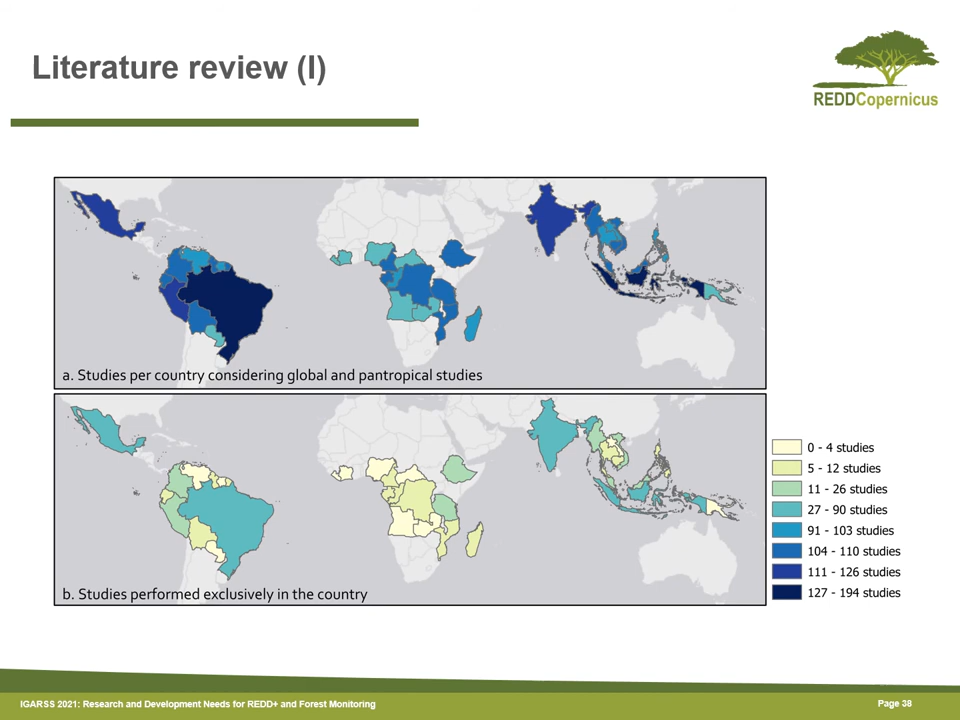 Literature review (I)
REDDCopernicus
a. Studies per country considering global and pantropical studies
b. Studies performed exclusively in the country
0 - 4 studies
5 - 12 studies
11 - 26 studies
27 - 90 studies
91 - 103 studies
104 - 110 studies
111 - 126 studies
127 - 194 studies
IGARSS 2021: Research and Development Needs for REDD+ and Forest Monitoring
Page 38